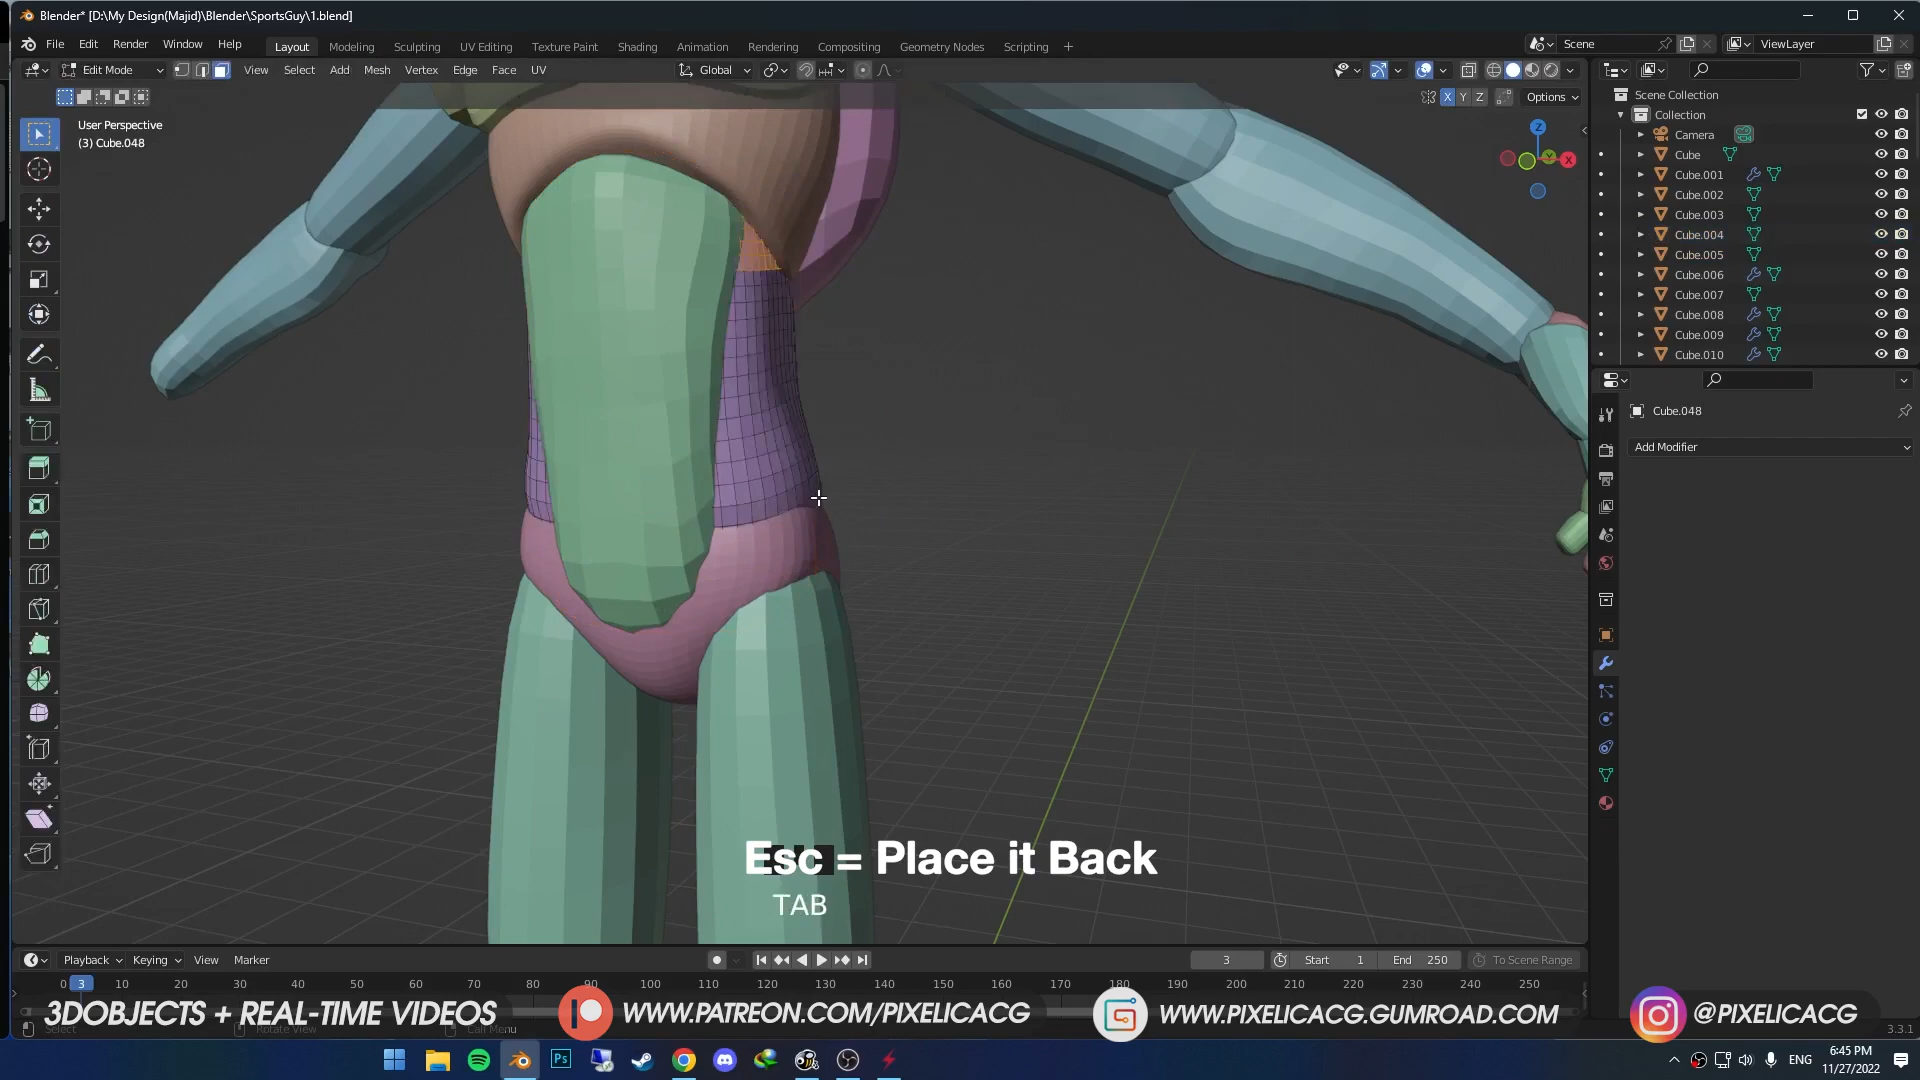 Blender* [D:\My Design(Majid)\Blender\SportsGuy\1.blend]
File Edit Render Window Help Layout Modeling Sculpting UV Editing Texture Paint Shading Animation Rendering Compositing Geometry Nodes Scripting + Scene ViewLayer
Edit Mode View Select Add Mesh Vertex Edge Face UV Global
X Y Z Options
User Perspective
(3) Cube.048
Z
X
Scene Collection
Collection
Camera
Cube
Cube.001
Cube.002
Cube.003
Cube.004
Cube.005
Cube.006
Cube.007
Cube.008
Cube.009
Cube.010
Cube.048
Add Modifier
Esc = Place it Back
TAB
Playback Keying View Marker 3 Start 1 End 250 To Scene Range
0 3 10 20 30 40 50 60 70 80 90 100 110 120 130 140 150 160 170 180 190 200 210 220 230 240 250
3DOBJECTS + REAL-TIME VIDEOS WWW.PATREON.COM/PIXELICACG WWW.PIXELICACG.GUMROAD.COM @PIXELICACG
Select Rotate View Call Menu 3.3.1
Ps ENG 6:45 PM
11/27/2022